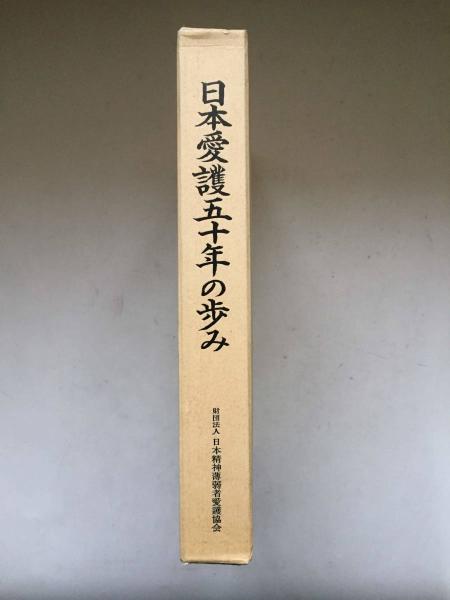 日本愛護五十年の歩み
財団法人 日本精神薄弱者愛護協会